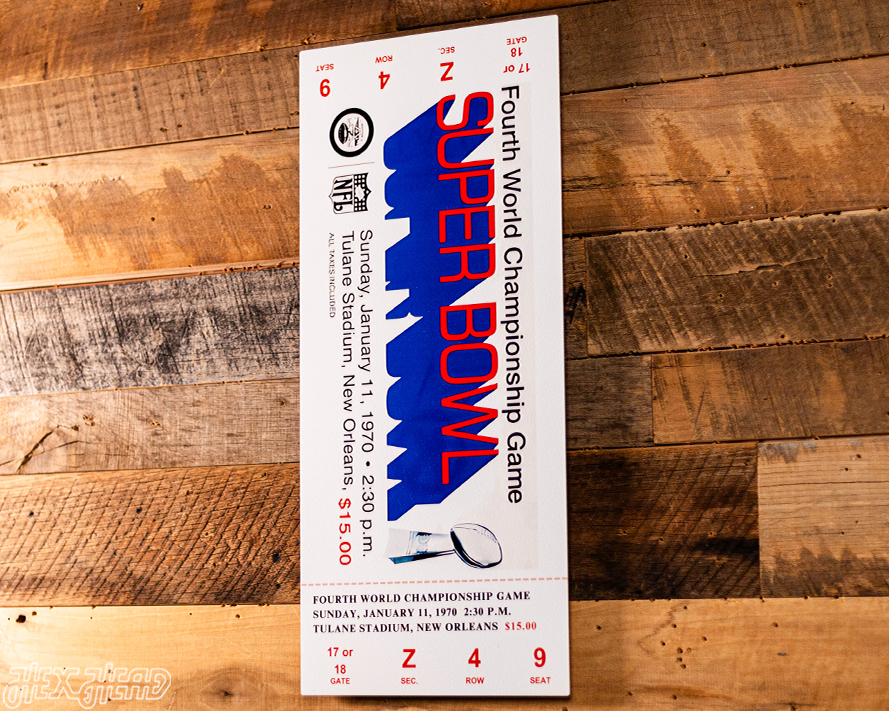 17 or
18
GATE
Z
SEC.
4
ROW
9
SEAT
Fourth World Championship Game
SUPER BOWL
NFL
Sunday, January 11, 1970 • 2:30 p.m.
Tulane Stadium, New Orleans, $15.00
ALL TAXES INCLUDED
FOURTH WORLD CHAMPIONSHIP GAME
SUNDAY, JANUARY 11, 1970 2:30 P.M.
TULANE STADIUM, NEW ORLEANS $15.00
17 or
18
GATE
Z
SEC.
4
ROW
9
SEAT
HEX HEAD